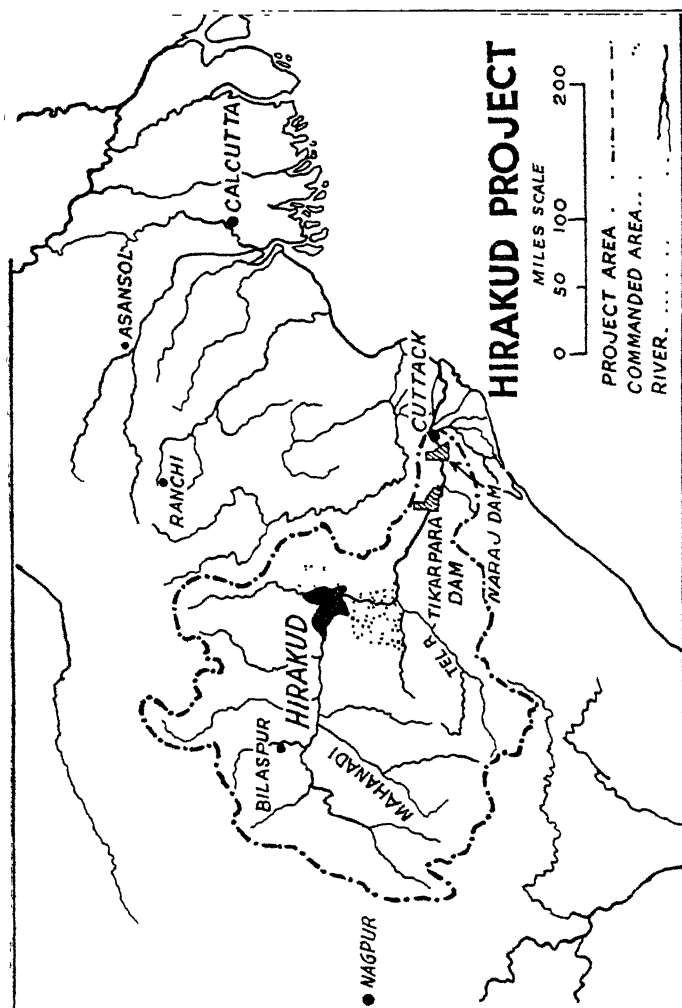 ASANSOL
CALCUTTA
RANCHI
CUTTACK
HIRAKUD
BILASPUR
MAHANADI
TEL R
TIKARPARA
DAM
NARAJ DAM
NAGPUR
HIRAKUD PROJECT
MILES SCALE
0 50 100 200
PROJECT AREA .
COMMANDED AREA...
RIVER. . . . . .